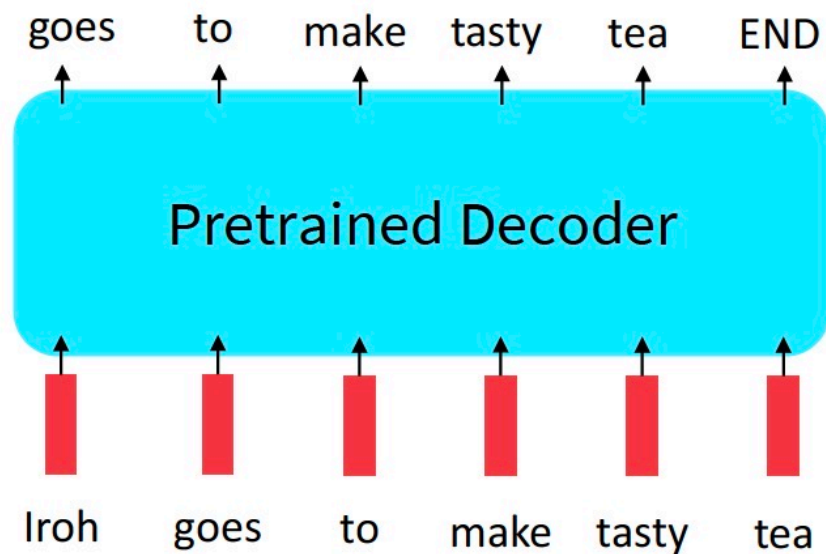 goes to make tasty tea END
Pretrained Decoder
Iroh goes to make tasty tea